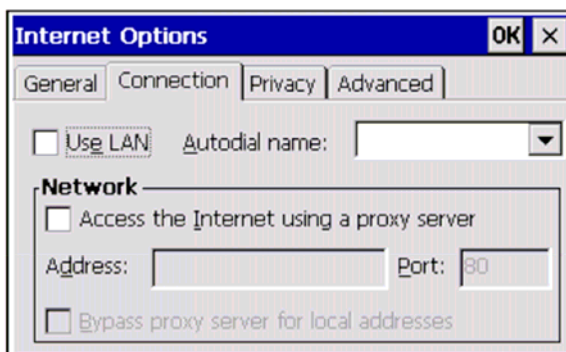 Internet Options OK ×
General Connection Privacy Advanced
Use LAN Autodial name:
Network
Access the Internet using a proxy server
Address: Port: 80
Bypass proxy server for local addresses